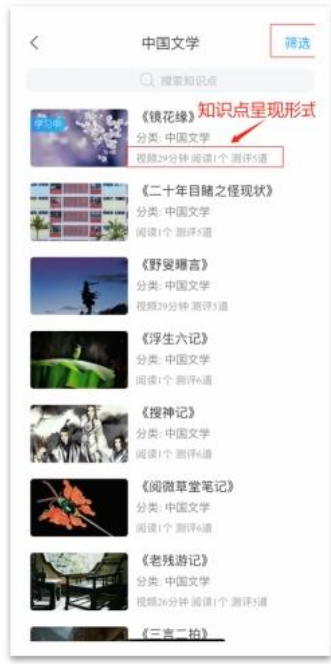 中国文学
筛选
搜索知识点
知识点呈现形式
学习中
《镜花缘》
分类: 中国文学
视频29分钟 阅读1个 测评5道
《二十年目睹之怪现状》
分类: 中国文学
阅读1个 测评5道
《野叟曝言》
分类: 中国文学
视频29分钟 测评5道
《浮生六记》
分类: 中国文学
阅读1个 测评6道
《搜神记》
分类: 中国文学
阅读1个 测评6道
《阅微草堂笔记》
分类: 中国文学
阅读1个 测评6道
《老残游记》
分类: 中国文学
视频26分钟 阅读1个 测评5道
《三言二拍》